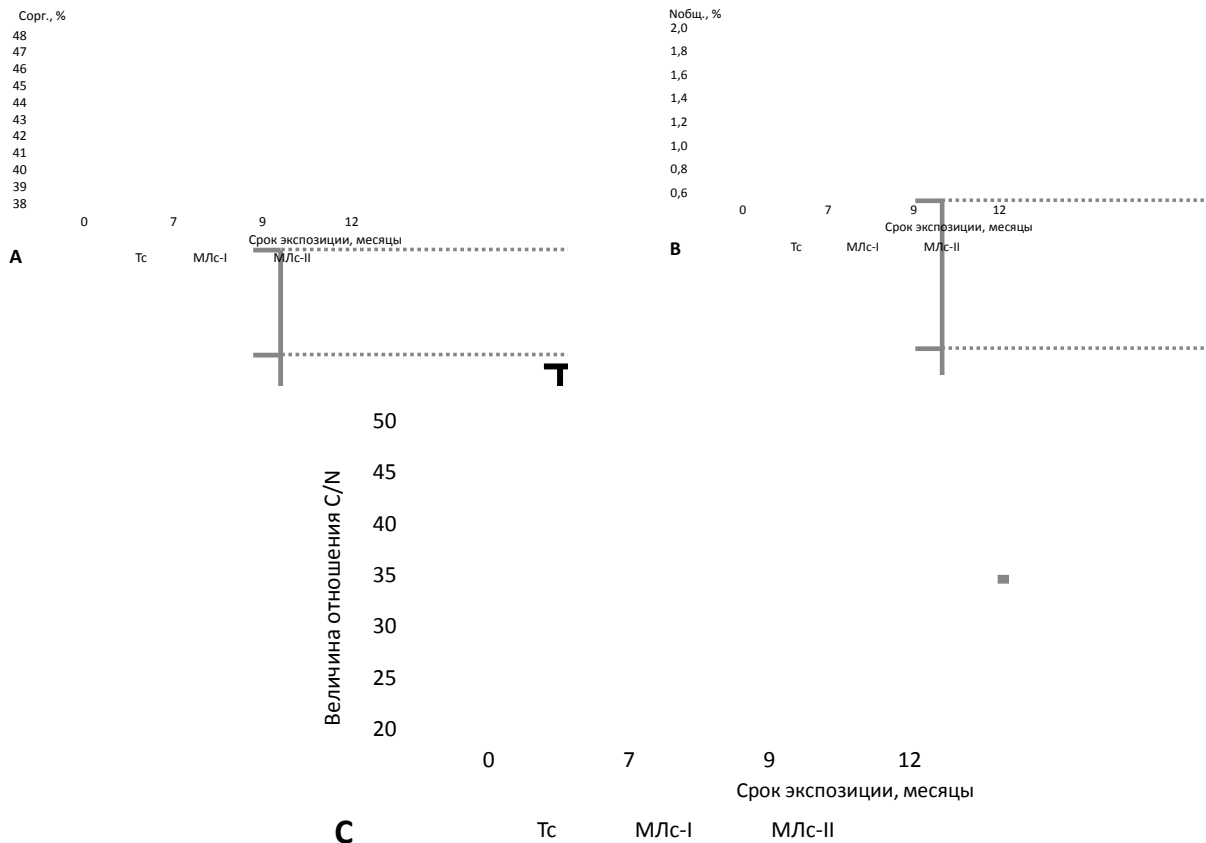 Сорг., %
48
47
46
45
44
43
42
41
40
39
38
0 7 9 12
Срок экспозиции, месяцы
А
Тс МЛс-I МЛс-II
Nобщ., %
2,0
1,8
1,6
1,4
1,2
1,0
0,8
0,6
0 7 9 12
Срок экспозиции, месяцы
В
Тс МЛс-I МЛс-II
Величина отношения C/N
50
45
40
35
30
25
20
0 7 9 12
Срок экспозиции, месяцы
С
Тс МЛс-I МЛс-II